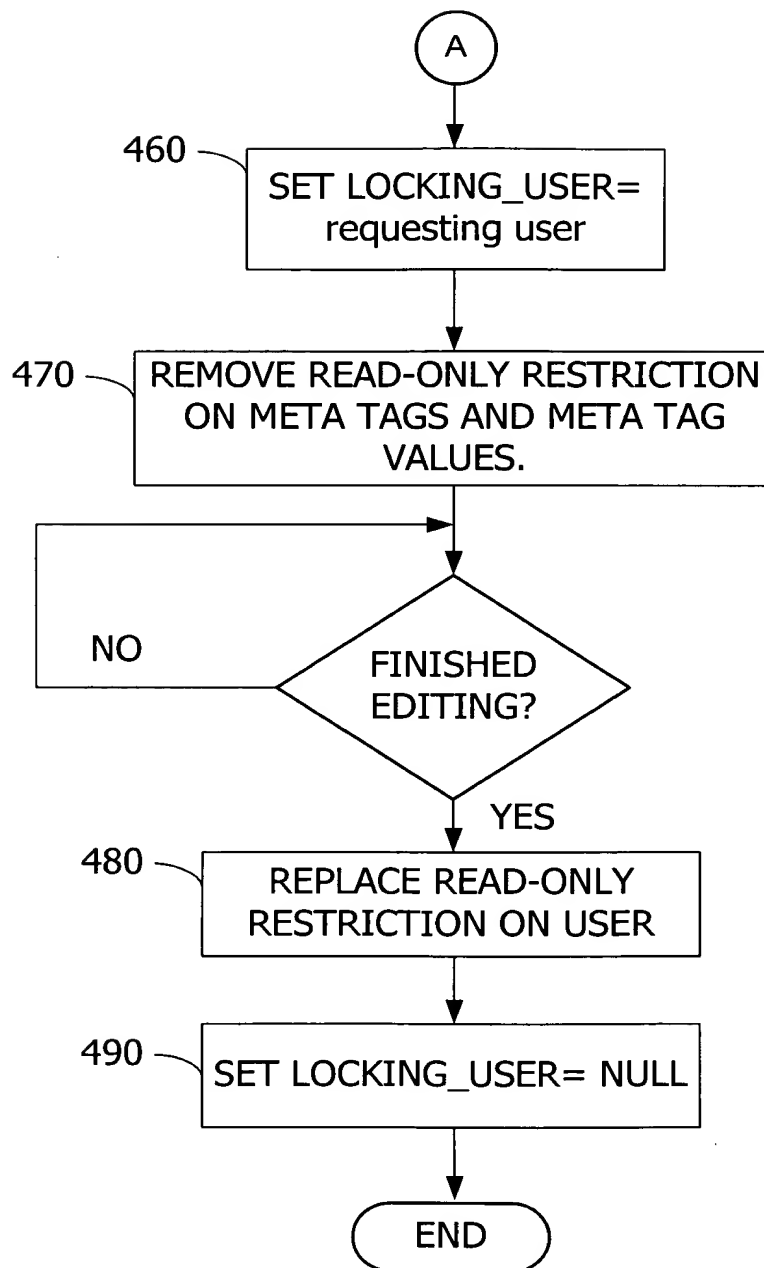 A
460
SET LOCKING_USER=
requesting user
470
REMOVE READ-ONLY RESTRICTION
ON META TAGS AND META TAG
VALUES.
NO
FINISHED
EDITING?
YES
480
REPLACE READ-ONLY
RESTRICTION ON USER
490
SET LOCKING_USER= NULL
END